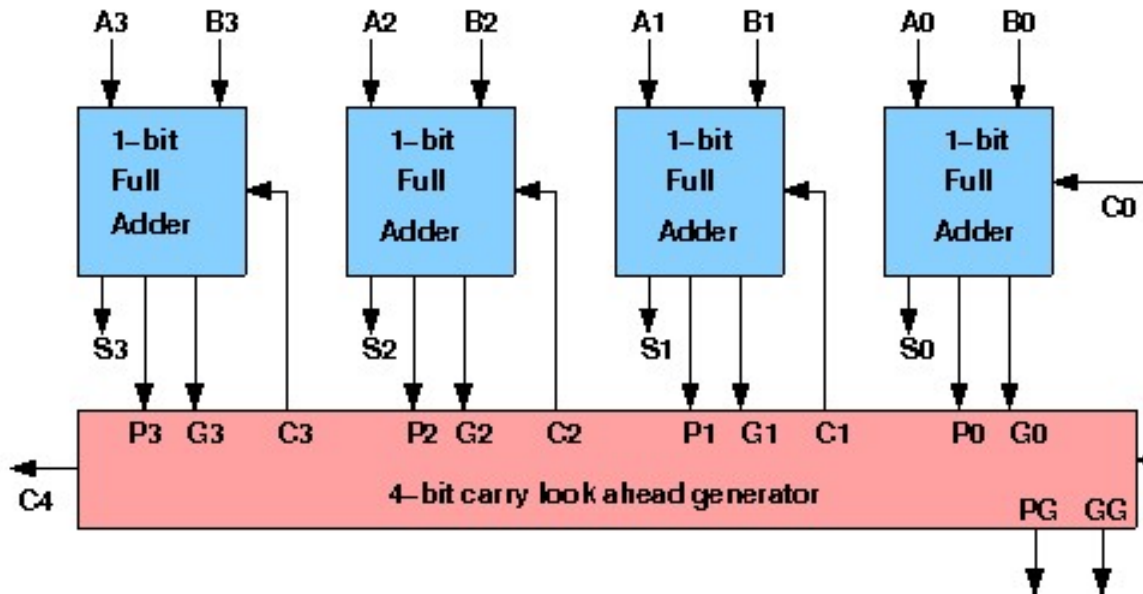 A3 B3 A2 B2 A1 B1 A0 B0
1-bit 1-bit 1-bit 1-bit
Full Full Full Full
Adder Adder Adder Adder
C0
S3 S2 S1 S0
P3 G3 C3 P2 G2 C2 P1 G1 C1 P0 G0
4-bit carry look ahead generator
C4
PG GG